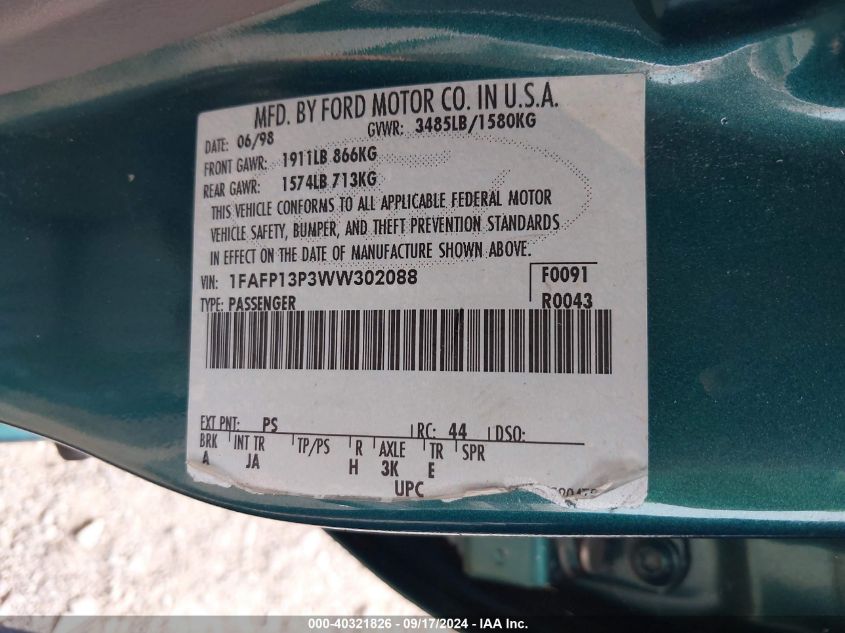 MFD. BY FORD MOTOR CO. IN U.S.A.
DATE: 06/98 GVWR: 3485LB/1580KG
FRONT GAWR: 1911LB 866KG
REAR GAWR: 1574LB 713KG
THIS VEHICLE CONFORMS TO ALL APPLICABLE FEDERAL MOTOR
VEHICLE SAFETY, BUMPER, AND THEFT PREVENTION STANDARDS
IN EFFECT ON THE DATE OF MANUFACTURE SHOWN ABOVE.
VIN: 1FAFP13P3WW302088 F0091
TYPE: PASSENGER R0043
EXT PNT: PS RC: 44 DSO:
BRK INT TR TP/PS R AXLE TR SPR
A JA H 3K E
UPC
000-40321826 - 09/17/2024 - IAA Inc.